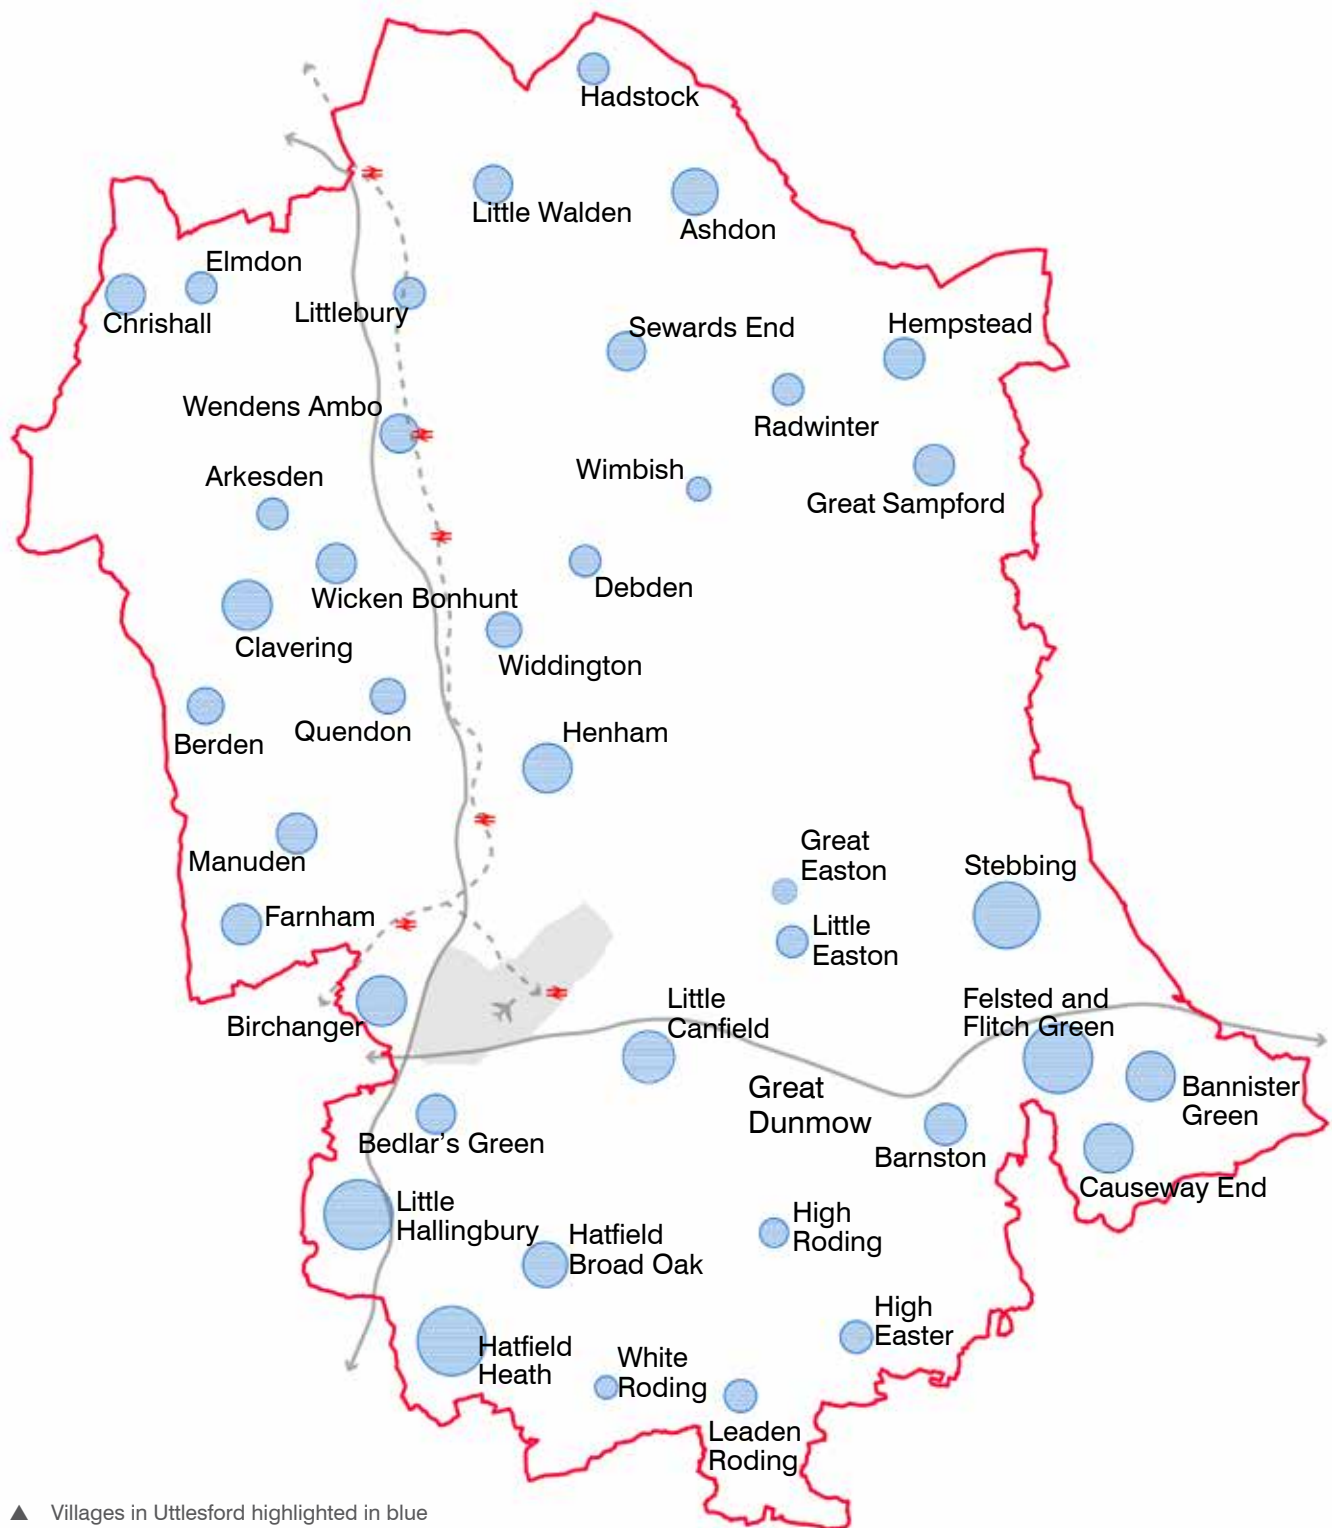 Hadstock
Little Walden
Ashdon
Elmdon
Chrishall
Littlebury
Sewards End
Hempstead
Wendens Ambo
Radwinter
Arkesden
Wimbish
Great Sampford
Wicken Bonhunt
Debden
Clavering
Widdington
Quendon
Berden
Henham
Manuden
Great
Easton
Stebbing
Farnham
Little
Easton
Little
Canfield
Felsted and
Flitch Green
Birchanger
Great
Dunmow
Bannister
Green
Bedlar’s Green
Barnston
Causeway End
Little
Hallingbury
High
Roding
Hatfield
Broad Oak
High
Easter
Hatfield
Heath
White
Roding
Leaden
Roding
▲ Villages in Uttlesford highlighted in blue